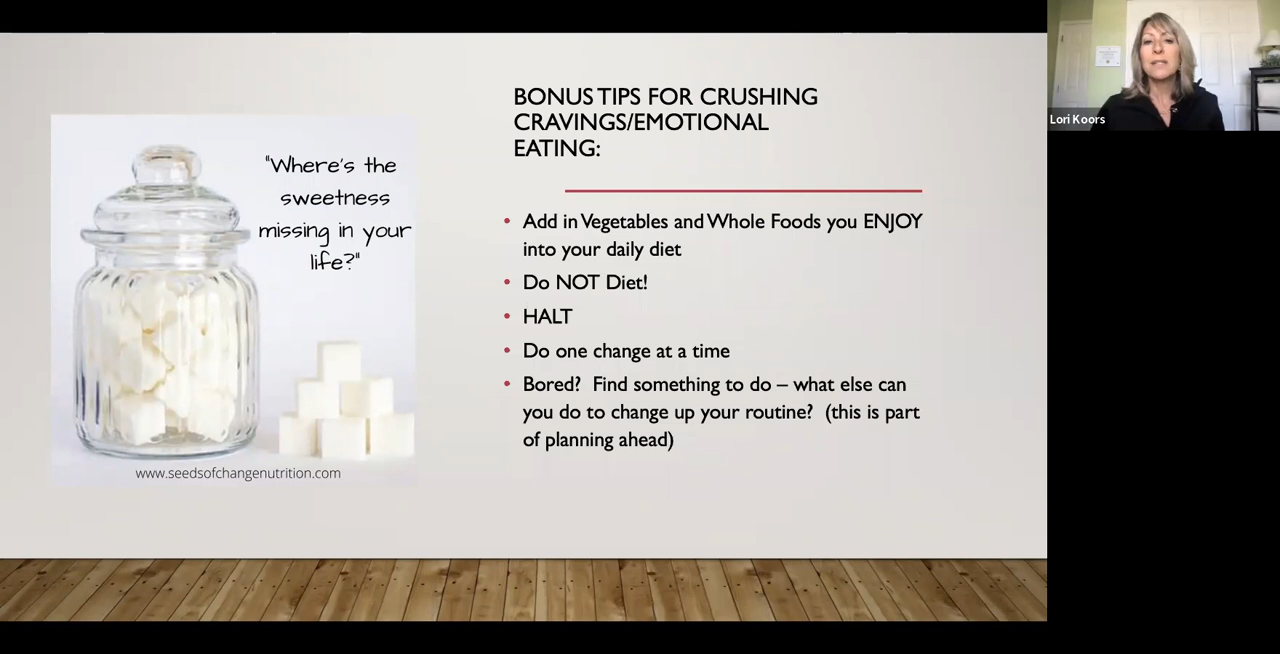 BONUS TIPS FOR CRUSHING
CRAVINGS/EMOTIONAL
EATING:
"Where's the
sweetness
missing in your
life?"
www.seedsofchangenutrition.com
• Add in Vegetables and Whole Foods you ENJOY
into your daily diet
• Do NOT Diet!
• HALT
• Do one change at a time
• Bored?  Find something to do – what else can
you do to change up your routine?  (this is part
of planning ahead)
Lori Koors